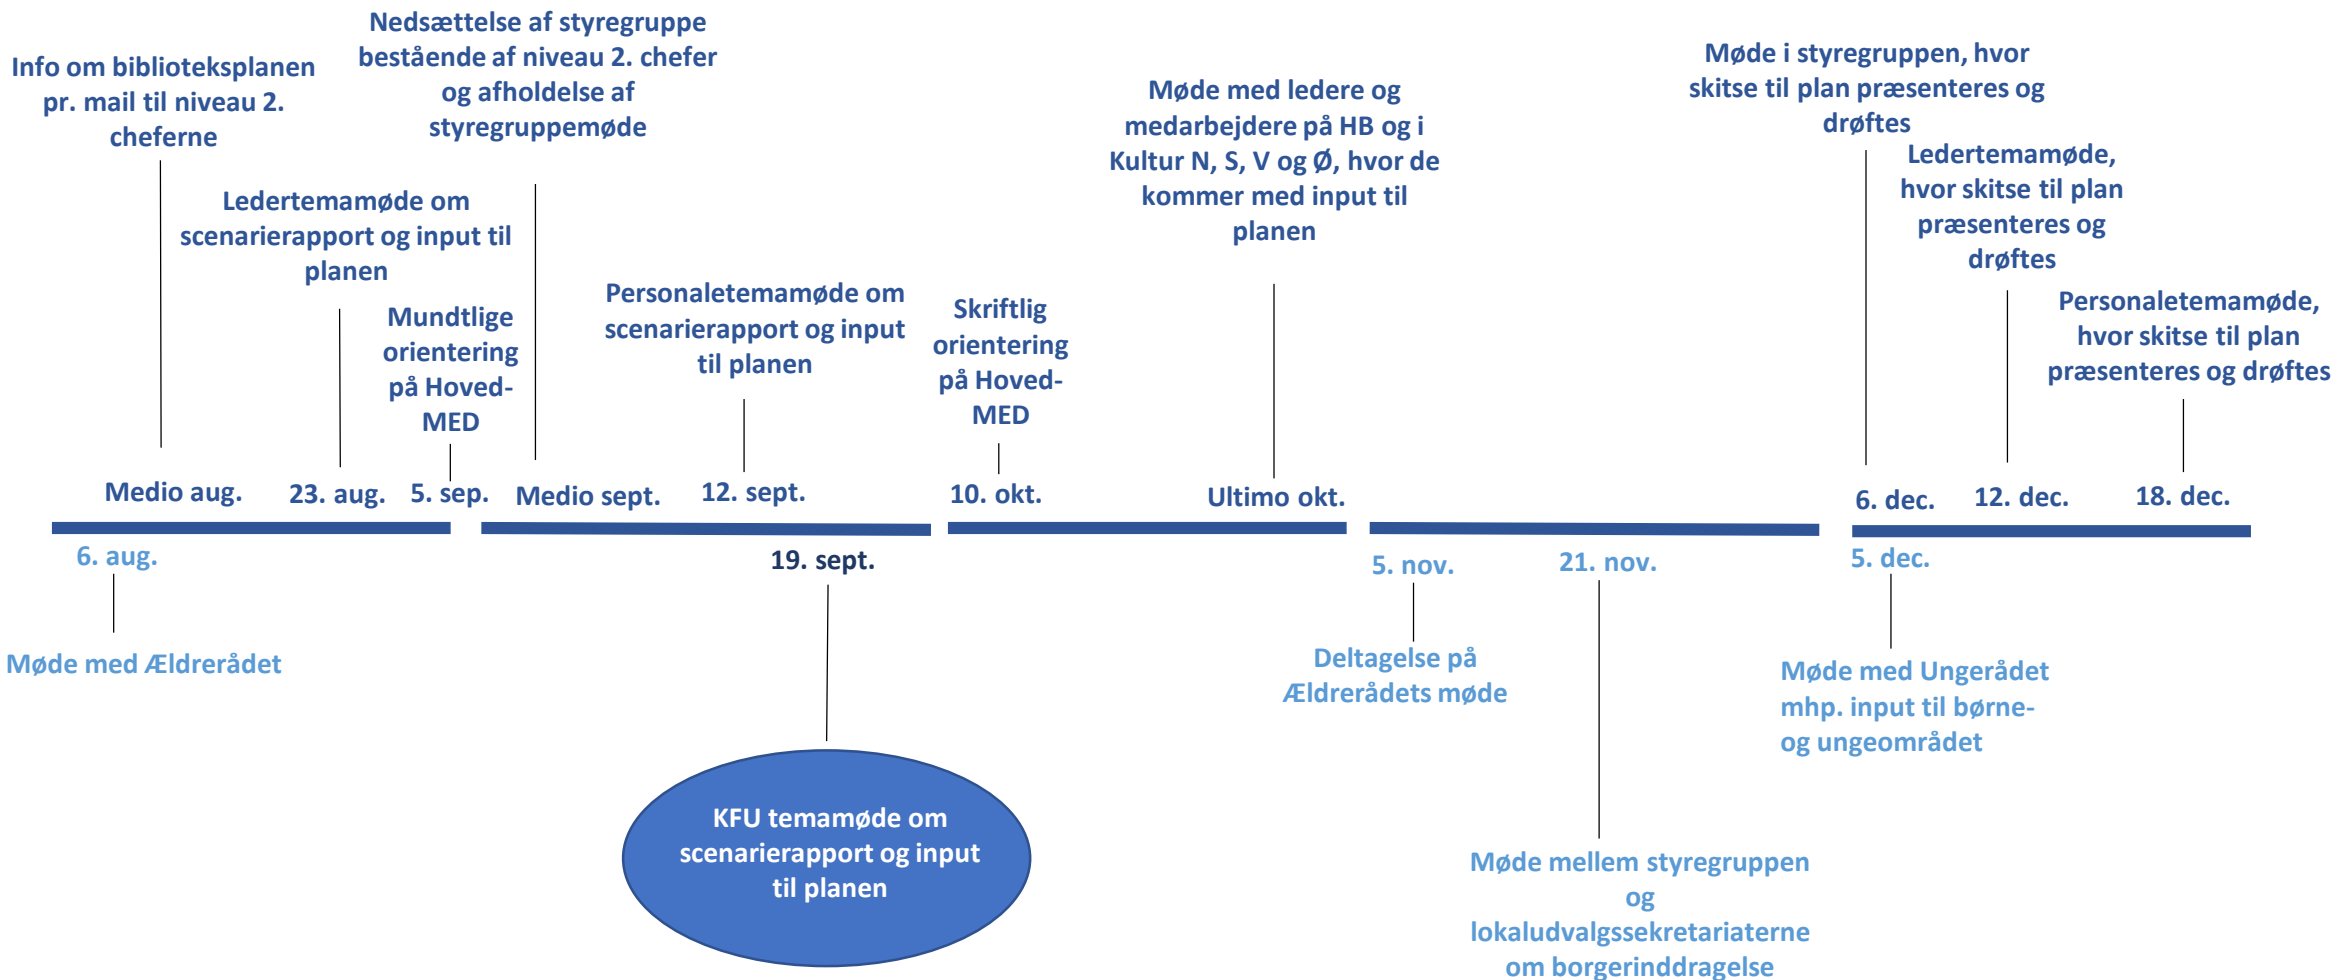 Info om biblioteksplanen
pr. mail til niveau 2.
cheferne
Ledertemamøde om
scenarierapport og input til
planen
Mundtlige
orientering
på Hoved-
MED
Nedsættelse af styregruppe
bestående af niveau 2. chefer
og afholdelse af
styregruppemøde
Personaletemamøde om
scenarierapport og input
til planen
Skriftlig
orientering
på Hoved-
MED
Møde med ledere og
medarbejdere på HB og i
Kultur N, S, V og Ø, hvor de
kommer med input til
planen
Møde i styregruppen, hvor
skitse til plan præsenteres og
drøftes
Ledertemamøde,
hvor skitse til plan
præsenteres og
drøftes
Personaletemamøde,
hvor skitse til plan
præsenteres og drøftes
Medio aug.
23. aug.
5. sep.
Medio sept.
12. sept.
10. okt.
Ultimo okt.
6. dec.
12. dec.
18. dec.
6. aug.
19. sept.
5. nov.
21. nov.
5. dec.
Møde med Ældrerådet
KFU temamøde om
scenarierapport og input
til planen
Deltagelse på
Ældrerådets møde
Møde mellem styregruppen
og
lokaludvalgssekretariaterne
om borgerinddragelse
Møde med Ungerådet
mhp. input til børne-
og ungeområdet